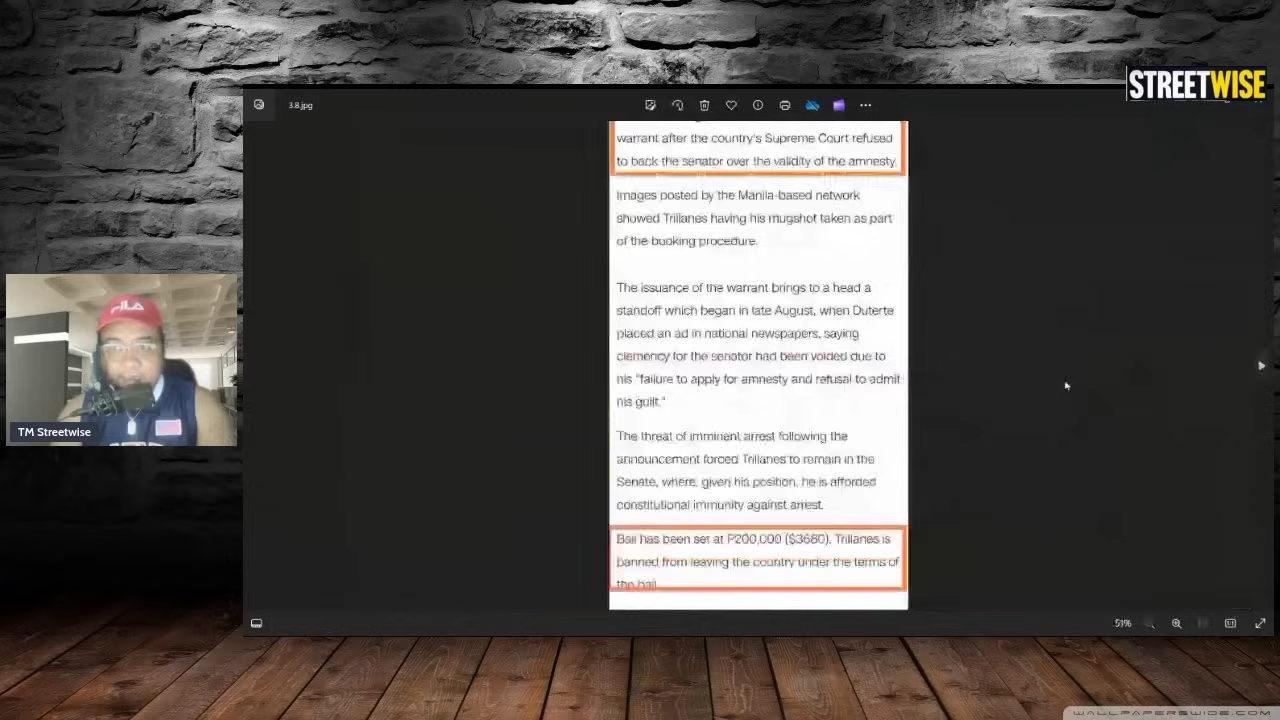 STREETWISE
3.8.jpg
warrant after the country's Supreme Court refused
to back the senator over the validity of the amnesty.
Images posted by the Manila-based network
showed Trillanes having his mugshot taken as part
of the booking procedure.
The issuance of the warrant brings to a head a
standoff which began in late August, when Duterte
placed an ad in national newspapers, saying
clemency for the senator had been voided due to
his "failure to apply for amnesty and refusal to admit
his guilt."
The threat of imminent arrest following the
announcement forced Trillanes to remain in the
Senate, where, given his position, he is afforded
constitutional immunity against arrest.
Bail has been set at P200,000 ($3680). Trillanes is
banned from leaving the country under the terms of
the bail.
FILA
TM Streetwise
51%
WALLPAPERSWIDE.COM